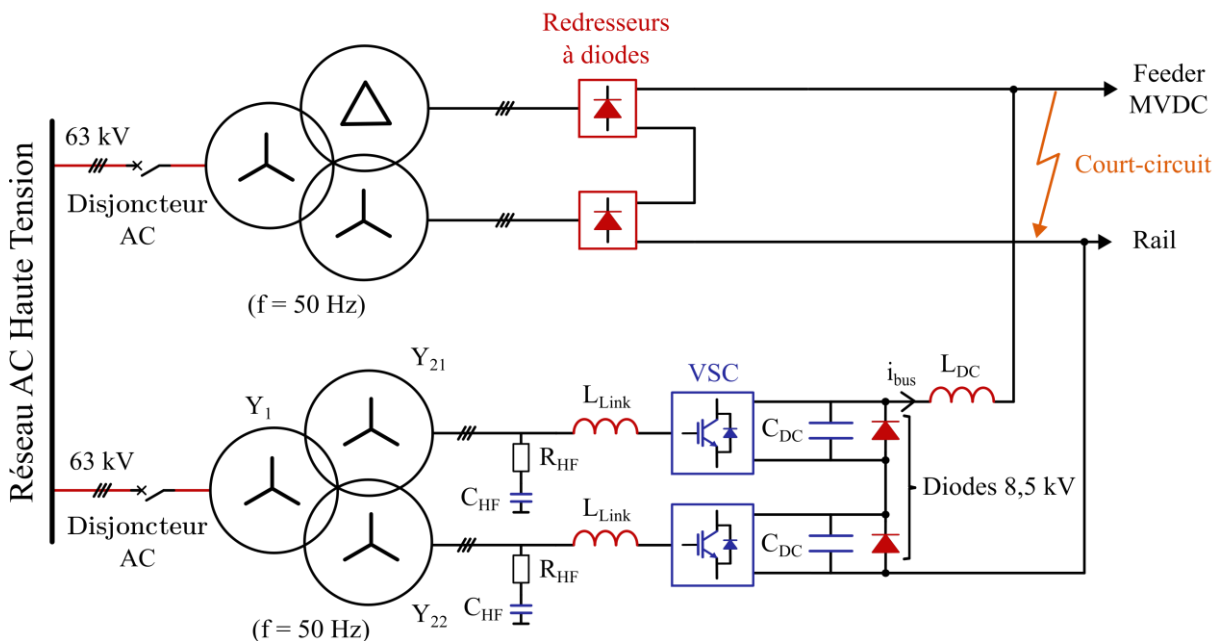 Redresseurs
à diodes
Feeder
MVDC
63 kV
Court-circuit
Disjoncteur
AC
Rail
(f = 50 Hz)
Réseau AC Haute Tension
Y21
Y1
VSC
LDC
ibus
LLink
CDC
63 kV
RHF
CHF
Diodes 8,5 kV
LLink
Disjoncteur
AC
CDC
RHF
CHF
Y22
(f = 50 Hz)